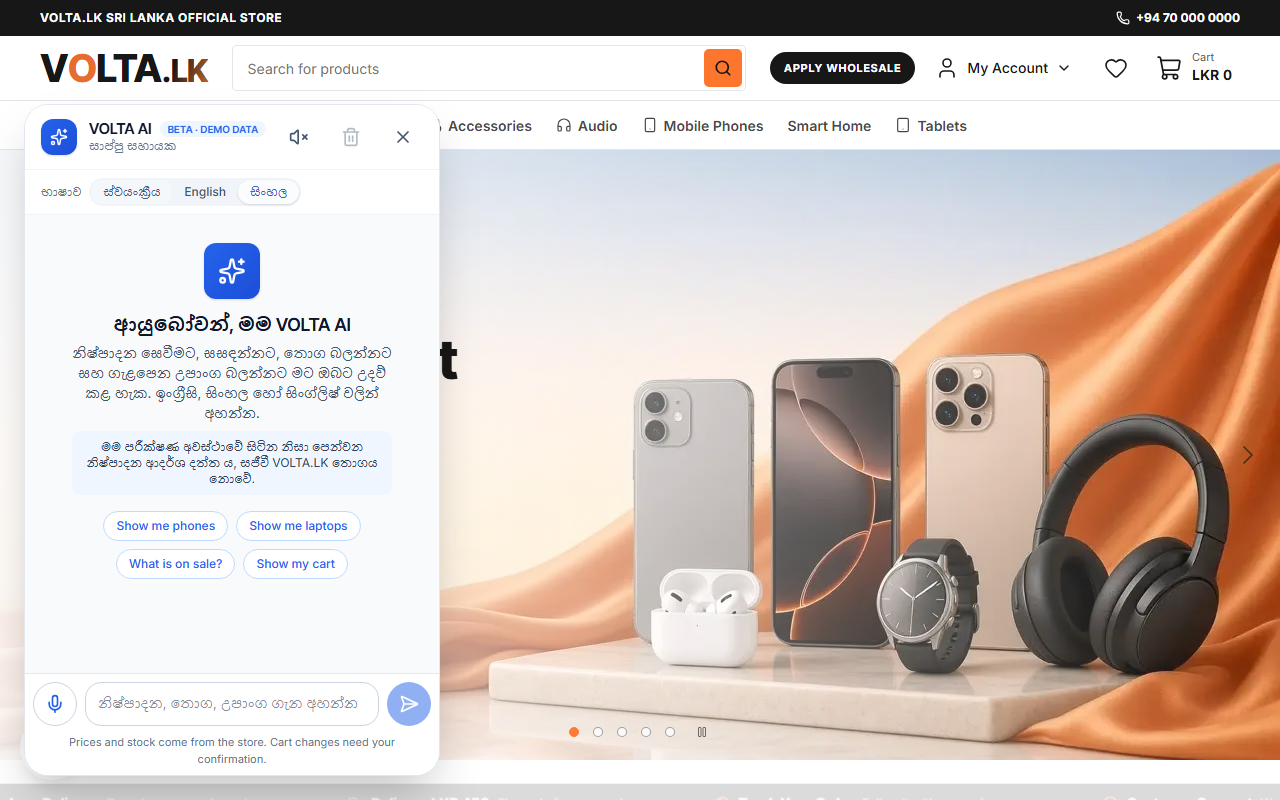 VOLTA.LK SRI LANKA OFFICIAL STORE
+94 70 000 0000
VOLTA.LK
Search for products
APPLY WHOLESALE
My Account
Cart
LKR 0
Accessories
Audio
Mobile Phones
Smart Home
Tablets
VOLTA AI
BETA · DEMO DATA
සාප්පු සහායක
භාෂාව
ස්වයංක්‍රීය
English
සිංහල
ආයුබෝවන්, මම VOLTA AI
නිෂ්පාදන සෙවීමට, සසඳන්නට, තොග බලන්නට
සහ ගැළපෙන උපාංග බලන්නට මට ඔබට උදව්
කළ හැක. ඉංග්‍රීසි, සිංහල හෝ සිංග්ලිෂ් වලින්
අහන්න.
මම පරීක්ෂණ අවස්ථාවේ සිටින නිසා පෙන්වන
නිෂ්පාදන ආදර්ශ දත්ත ය, සජීවී VOLTA.LK තොගය
නොවේ.
Show me phones
Show me laptops
What is on sale?
Show my cart
නිෂ්පාදන, තොග, උපාංග ගැන අහන්න
Prices and stock come from the store. Cart changes need your
confirmation.
t